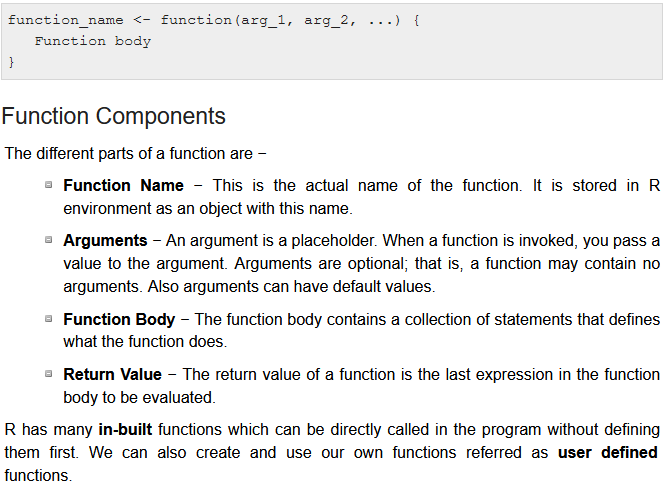 function_name <- function(arg_1, arg_2, ...) {
   Function body
}
Function Components
The different parts of a function are −
Function Name − This is the actual name of the function. It is stored in R
environment as an object with this name.
Arguments − An argument is a placeholder. When a function is invoked, you pass a
value to the argument. Arguments are optional; that is, a function may contain no
arguments. Also arguments can have default values.
Function Body − The function body contains a collection of statements that defines
what the function does.
Return Value − The return value of a function is the last expression in the function
body to be evaluated.
R has many in-built functions which can be directly called in the program without defining
them first. We can also create and use our own functions referred as user defined
functions.